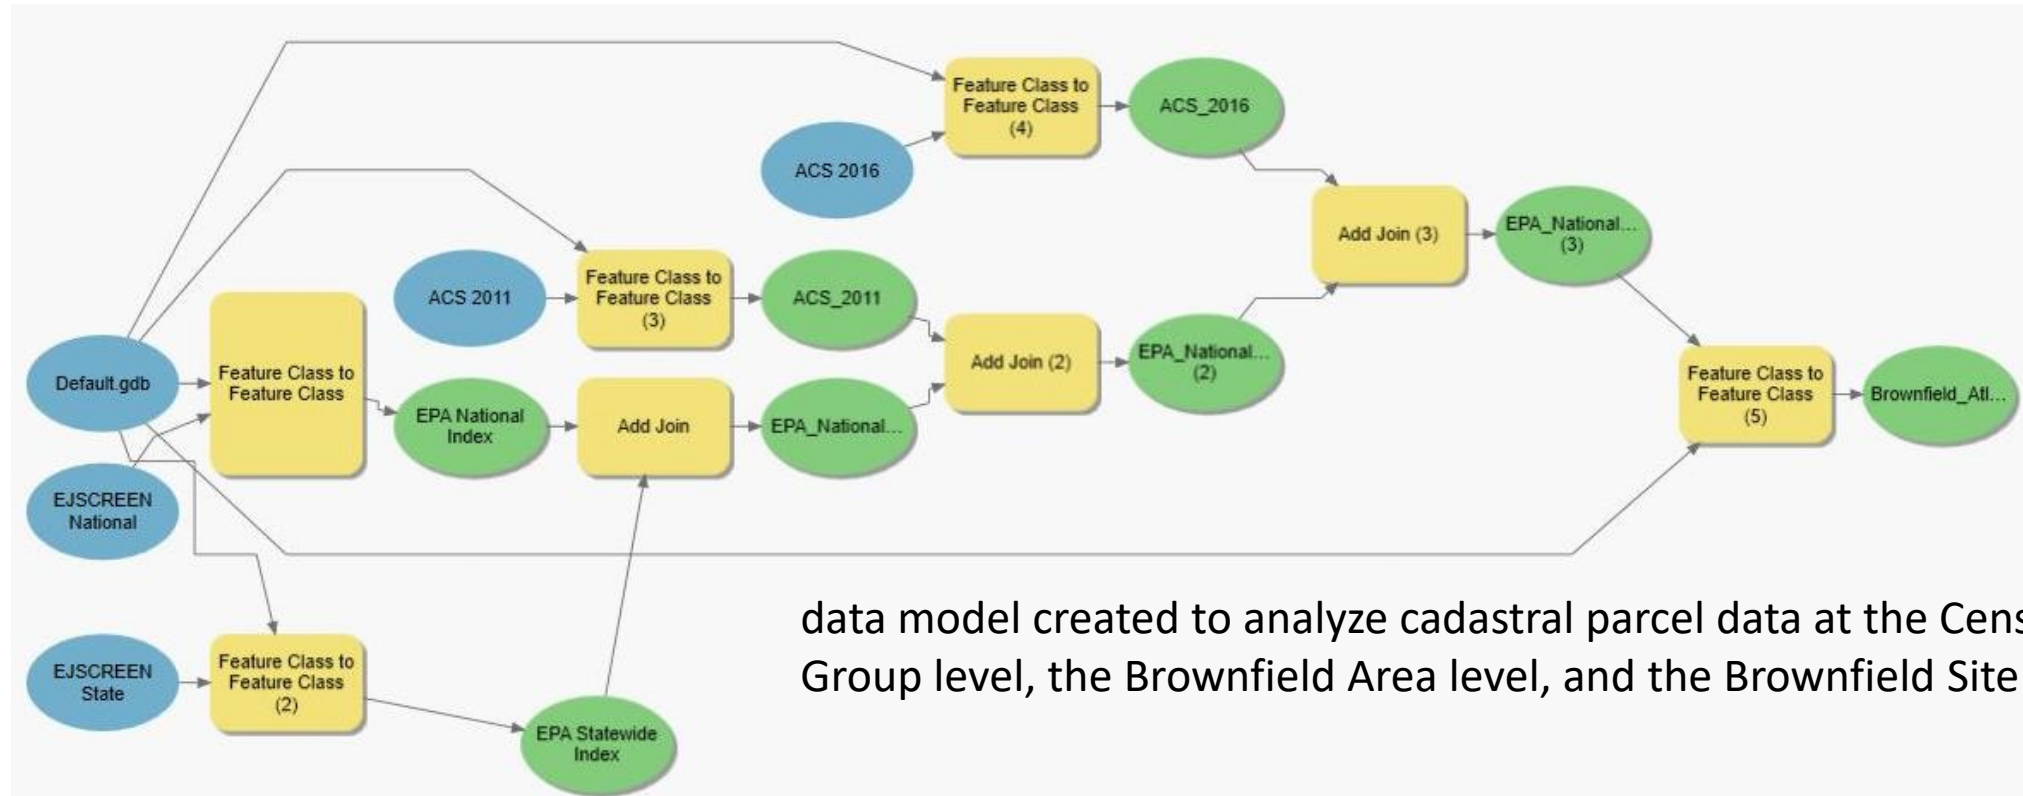 Feature Class to
Feature Class
(4)
ACS_2016
ACS 2016
Add Join (3)
EPA_National...
(3)
ACS 2011
Feature Class to
Feature Class
(3)
ACS_2011
Default.gdb
Feature Class to
Feature Class
EPA National
Index
Add Join
EPA_National...
Add Join (2)
EPA_National...
(2)
Feature Class to
Feature Class
(5)
Brownfield_Atl...
EJSCREEN
National
EJSCREEN
State
Feature Class to
Feature Class
(2)
EPA Statewide
Index
data model created to analyze cadastral parcel data at the Cens
Group level, the Brownfield Area level, and the Brownfield Site